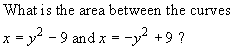 What is the area between the curves
x = y² − 9 and x = −y² + 9 ?